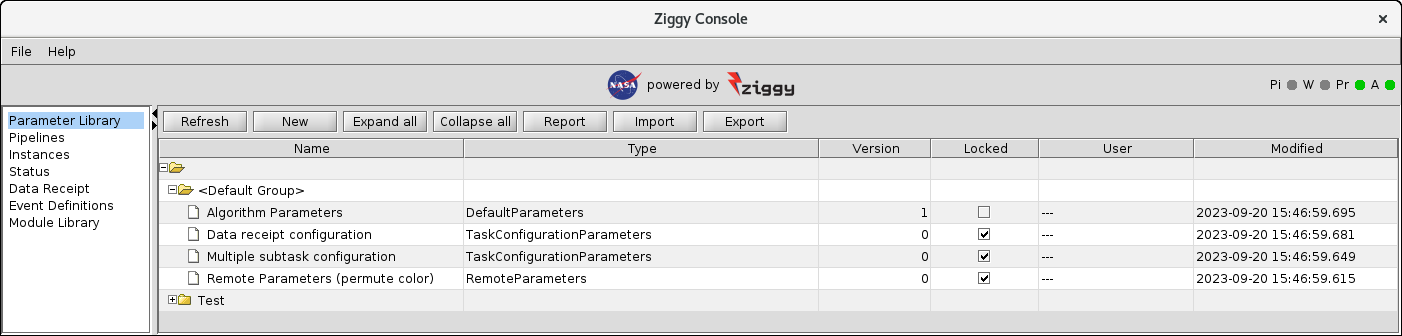 Ziggy Console ×
File Help
NASA powered by ziggy Pi W Pr A
Refresh New Expand all Collapse all Report Import Export
Parameter Library
Pipelines
Instances
Status
Data Receipt
Event Definitions
Module Library
Name Type Version Locked User Modified
<Default Group>
Algorithm Parameters DefaultParameters 1 --- 2023-09-20 15:46:59.695
Data receipt configuration TaskConfigurationParameters 0 --- 2023-09-20 15:46:59.681
Multiple subtask configuration TaskConfigurationParameters 0 --- 2023-09-20 15:46:59.649
Remote Parameters (permute color) RemoteParameters 0 --- 2023-09-20 15:46:59.615
Test